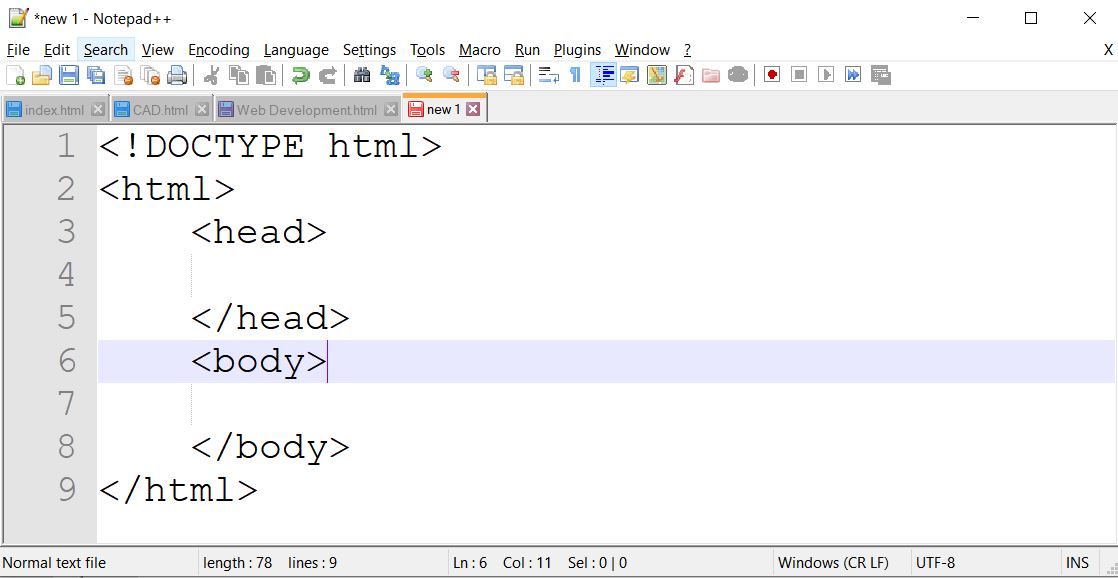 *new 1 - Notepad++
File Edit Search View Encoding Language Settings Tools Macro Run Plugins Window ? X
index.html CAD.html Web Development.html new 1
1 <!DOCTYPE html>
2 <html>
3 <head>
4
5 </head>
6 <body>
7
8 </body>
9 </html>
Normal text file length : 78 lines : 9 Ln : 6 Col : 11 Sel : 0 | 0 Windows (CR LF) UTF-8 INS